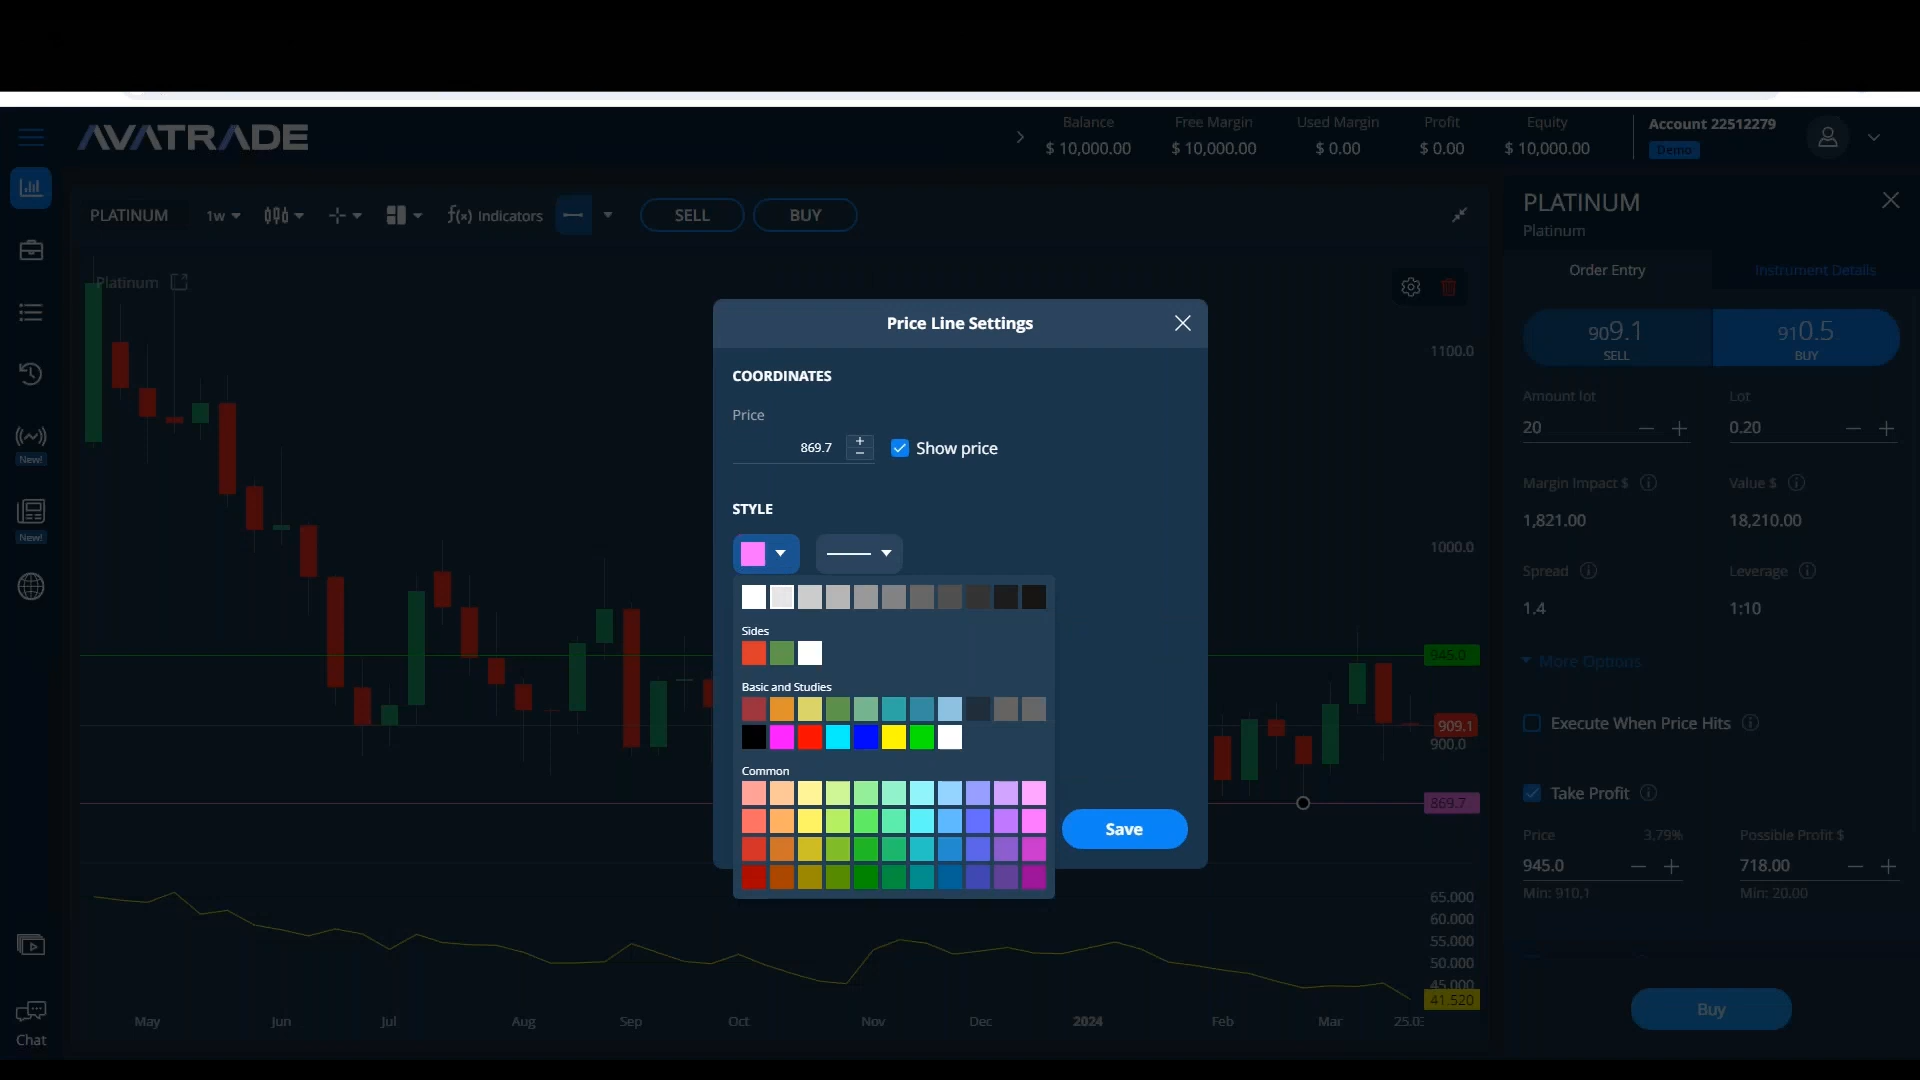 AVATRADE
Balance
$ 10,000.00
Free Margin
$ 10,000.00
Used Margin
$ 0.00
Profit
$ 0.00
Equity
$ 10,000.00
Account 22512279
Demo
PLATINUM
1w
f(x) Indicators
SELL
BUY
Platinum
New!
New!
Chat
1100.0
1000.0
945.0
909.1
900.0
869.7
65.000
60.000
55.000
50.000
45.000
41.520
May
Jun
Jul
Aug
Sep
Oct
Nov
Dec
2024
Feb
Mar
25.0
Price Line Settings
COORDINATES
Price
869.7
Show price
STYLE
Sides
Basic and Studies
Common
Save
PLATINUM
Platinum
Order Entry
Instrument Details
909.1
SELL
910.5
BUY
Amount lot
Lot
20
0.20
Margin Impact $
Value $
1,821.00
18,210.00
Spread
Leverage
1.4
1:10
More Options
Execute When Price Hits
Take Profit
Price
3.79%
Possible Profit $
945.0
718.00
Min: 910.1
Min: 20.00
Buy